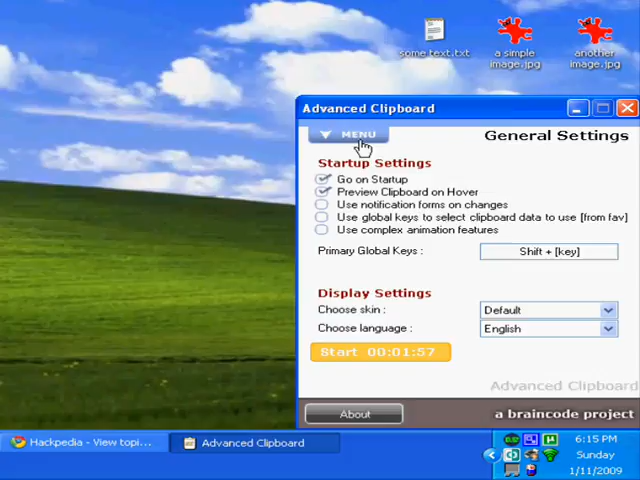 some text.txt
a simple
image.jpg
another
image.jpg
Advanced Clipboard
MENU
General Settings
Startup Settings
Go on Startup
Preview Clipboard on Hover
Use notification forms on changes
Use global keys to select clipboard data to use [from fav]
Use complex animation features
Primary Global Keys :
Shift + [key]
Display Settings
Choose skin :
Default
Choose language :
English
Start 00:01:57
Advanced Clipboard
About
a braincode project
Hackpedia - View topi...
Advanced Clipboard
6:15 PM
Sunday
1/11/2009